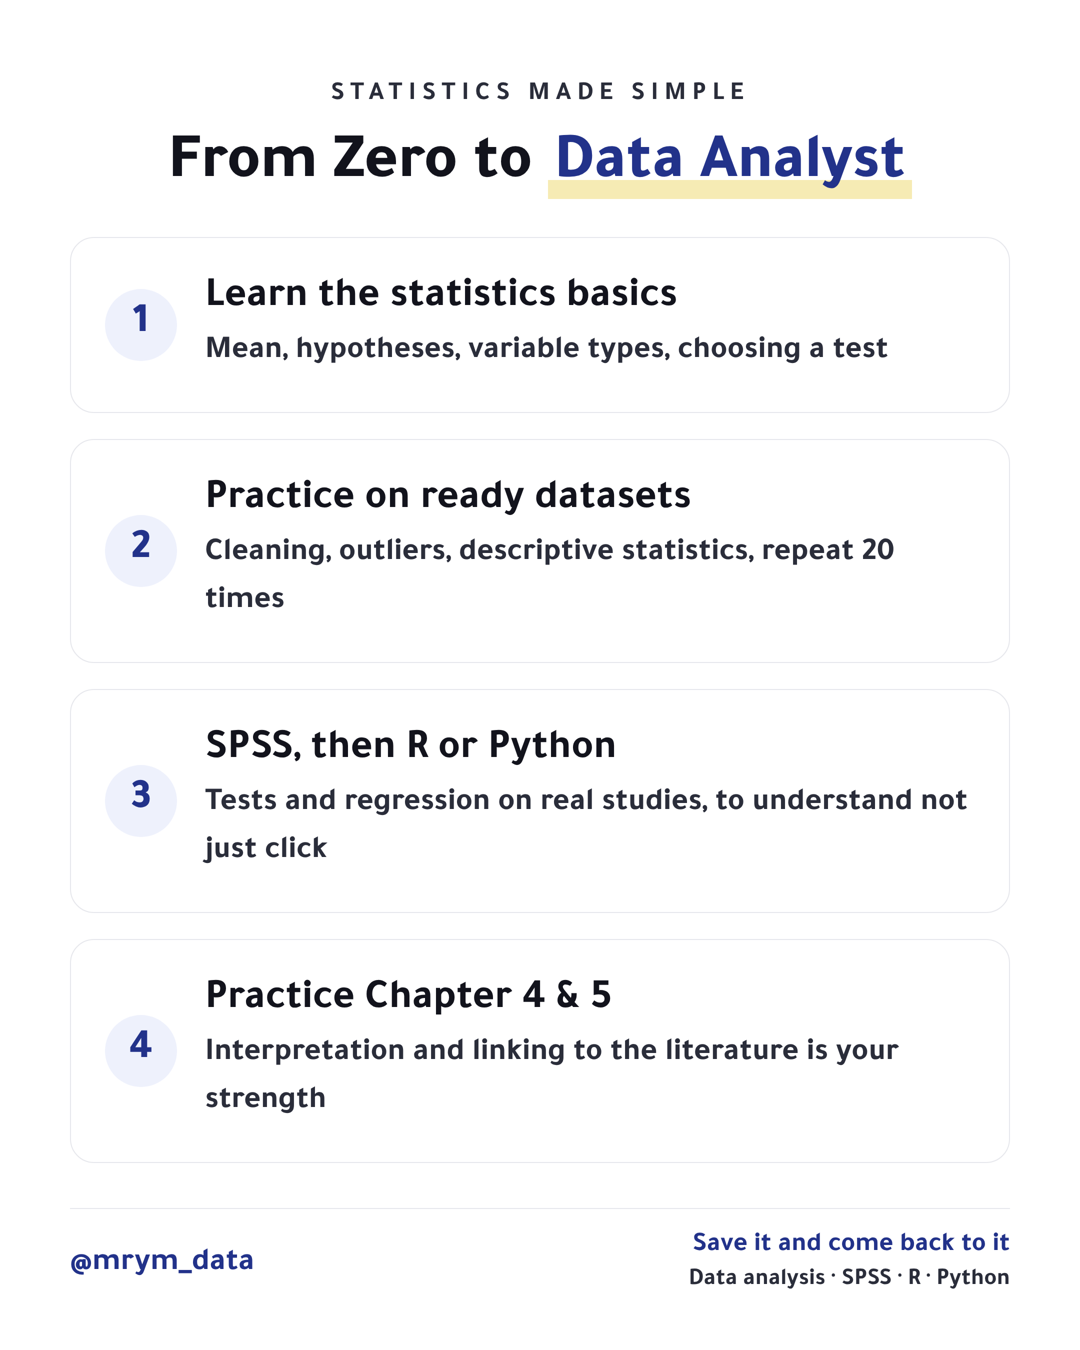 STATISTICS MADE SIMPLE
From Zero to Data Analyst
1
Learn the statistics basics
Mean, hypotheses, variable types, choosing a test
2
Practice on ready datasets
Cleaning, outliers, descriptive statistics, repeat 20
times
3
SPSS, then R or Python
Tests and regression on real studies, to understand not
just click
4
Practice Chapter 4 & 5
Interpretation and linking to the literature is your
strength
@mrym_data
Save it and come back to it
Data analysis · SPSS · R · Python